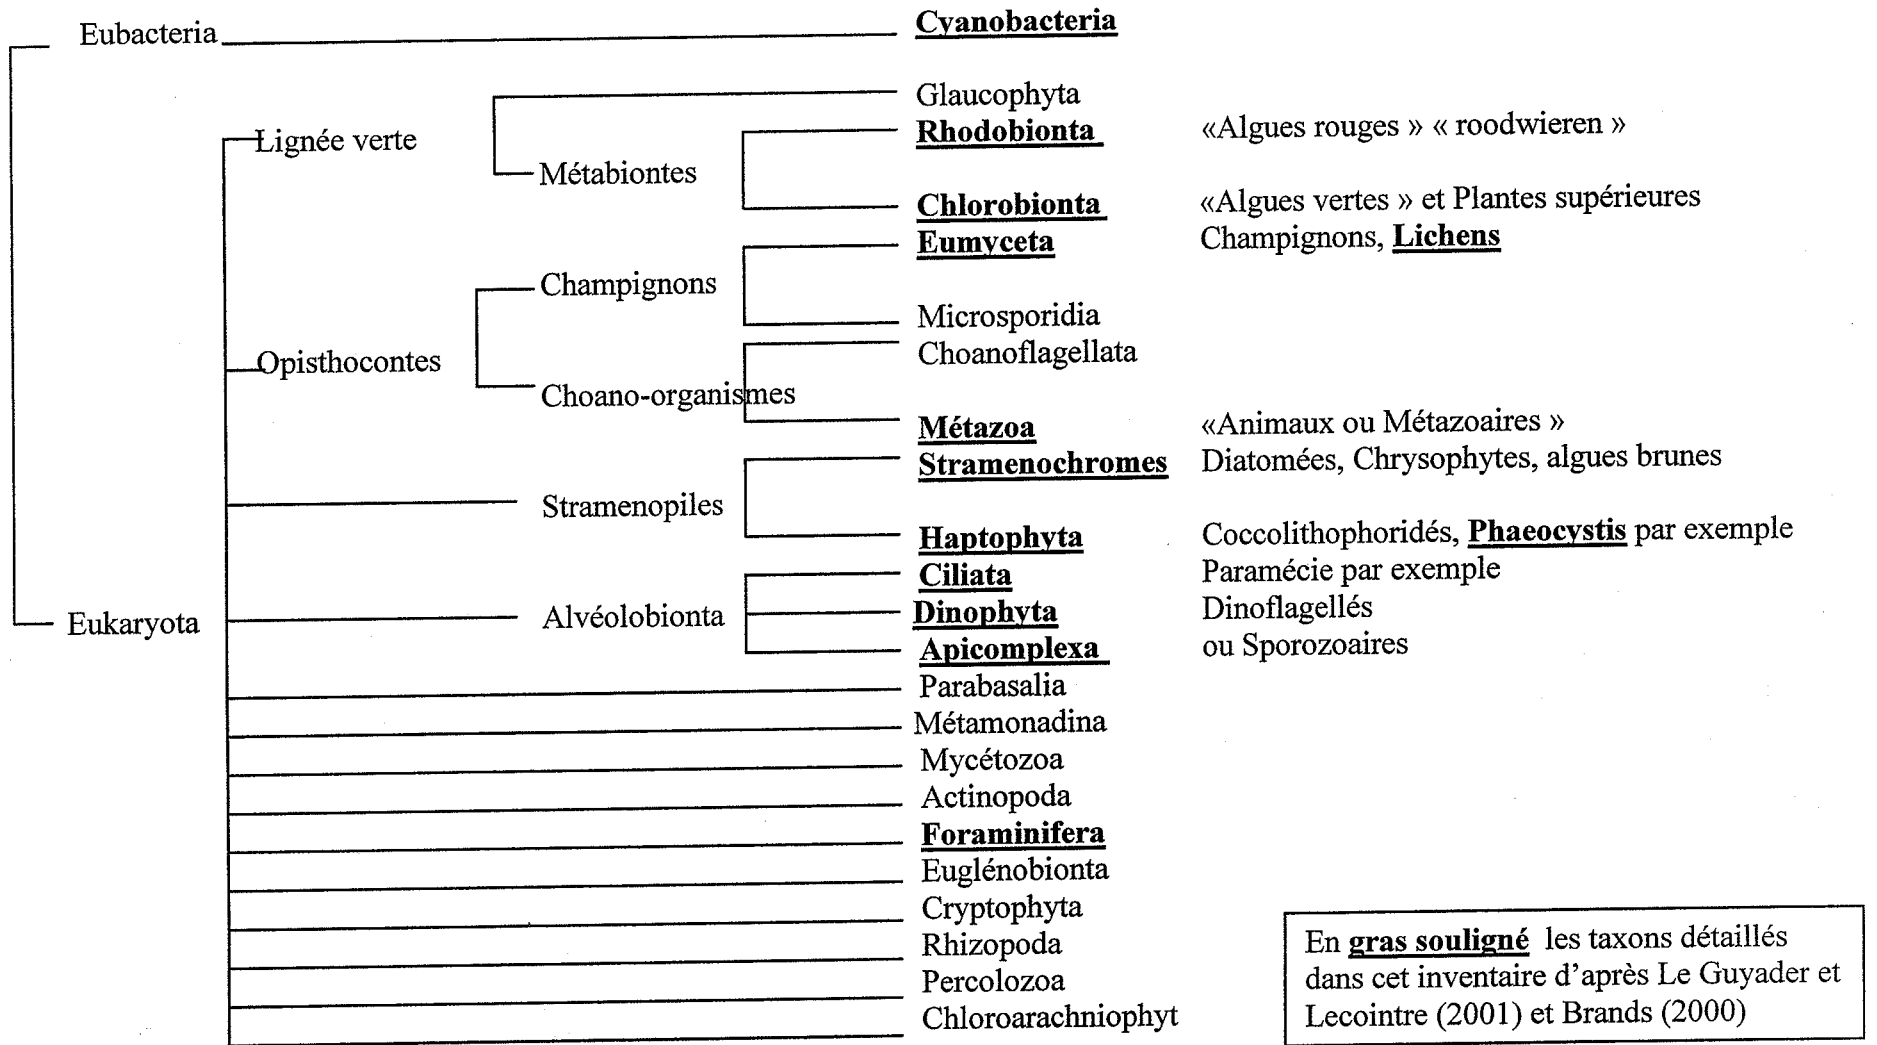 Eubacteria Cyanobacteria
Glaucophyta
Lignée verte Rhodobionta «Algues rouges » « roodwieren »
Métabiontes
Chlorobionta «Algues vertes » et Plantes supérieures
Eumyceta Champignons, Lichens
Champignons
Microsporidia
Opisthocontes Choanoflagellata
Choano-organismes
Métazoa «Animaux ou Métazoaires »
Stramenochromes Diatomées, Chrysophytes, algues brunes
Stramenopiles
Haptophyta Coccolithophoridés, Phaeocystis par exemple
Ciliata Paramécie par exemple
Eukaryota Alvéolobionta Dinophyta Dinoflagellés
Apicomplexa ou Sporozoaires
Parabasalia
Métamonadina
Mycétozoa
Actinopoda
Foraminifera
Euglénobionta
Cryptophyta
Rhizopoda
Percolozoa
Chloroarachniophyt
En gras souligné les taxons détaillés
dans cet inventaire d'après Le Guyader et
Lecointre (2001) et Brands (2000)